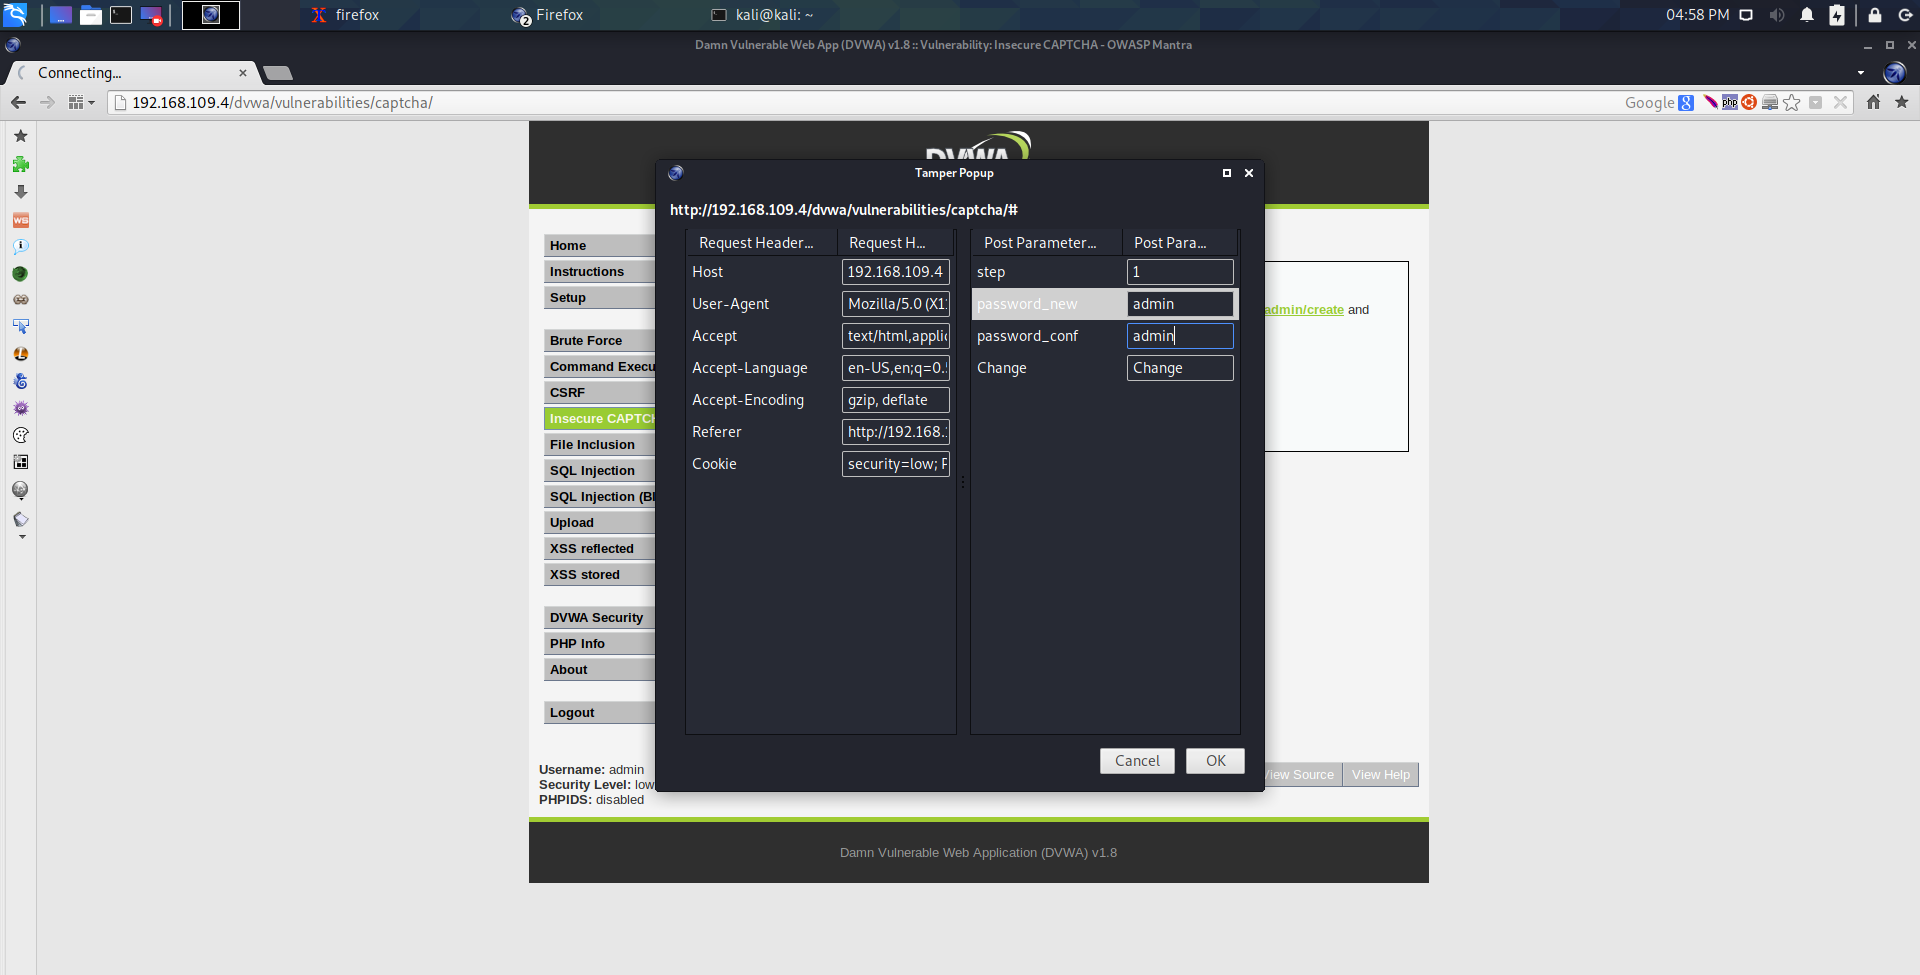 firefox
2
Firefox
kali@kali: ~
04:58 PM
Damn Vulnerable Web App (DVWA) v1.8 :: Vulnerability: Insecure CAPTCHA - OWASP Mantra
Connecting...
192.168.109.4/dvwa/vulnerabilities/captcha/
Google
8
php
WS
DVWA
Tamper Popup
http://192.168.109.4/dvwa/vulnerabilities/captcha/#
Request Header...
Request H...
Post Parameter...
Post Para...
Host
192.168.109.4
step
1
User-Agent
Mozilla/5.0 (X1
password_new
admin
Accept
text/html,applic
password_conf
admin
Accept-Language
en-US,en;q=0.
Change
Change
Accept-Encoding
gzip, deflate
Referer
http://192.168.
Cookie
security=low;
Cancel
OK
Home
Instructions
Setup
Brute Force
Command Execu
CSRF
Insecure CAPTCH
File Inclusion
SQL Injection
SQL Injection (Bl
Upload
XSS reflected
XSS stored
DVWA Security
PHP Info
About
Logout
admin/create and
Username: admin
Security Level: low
PHPIDS: disabled
View Source
View Help
Damn Vulnerable Web Application (DVWA) v1.8